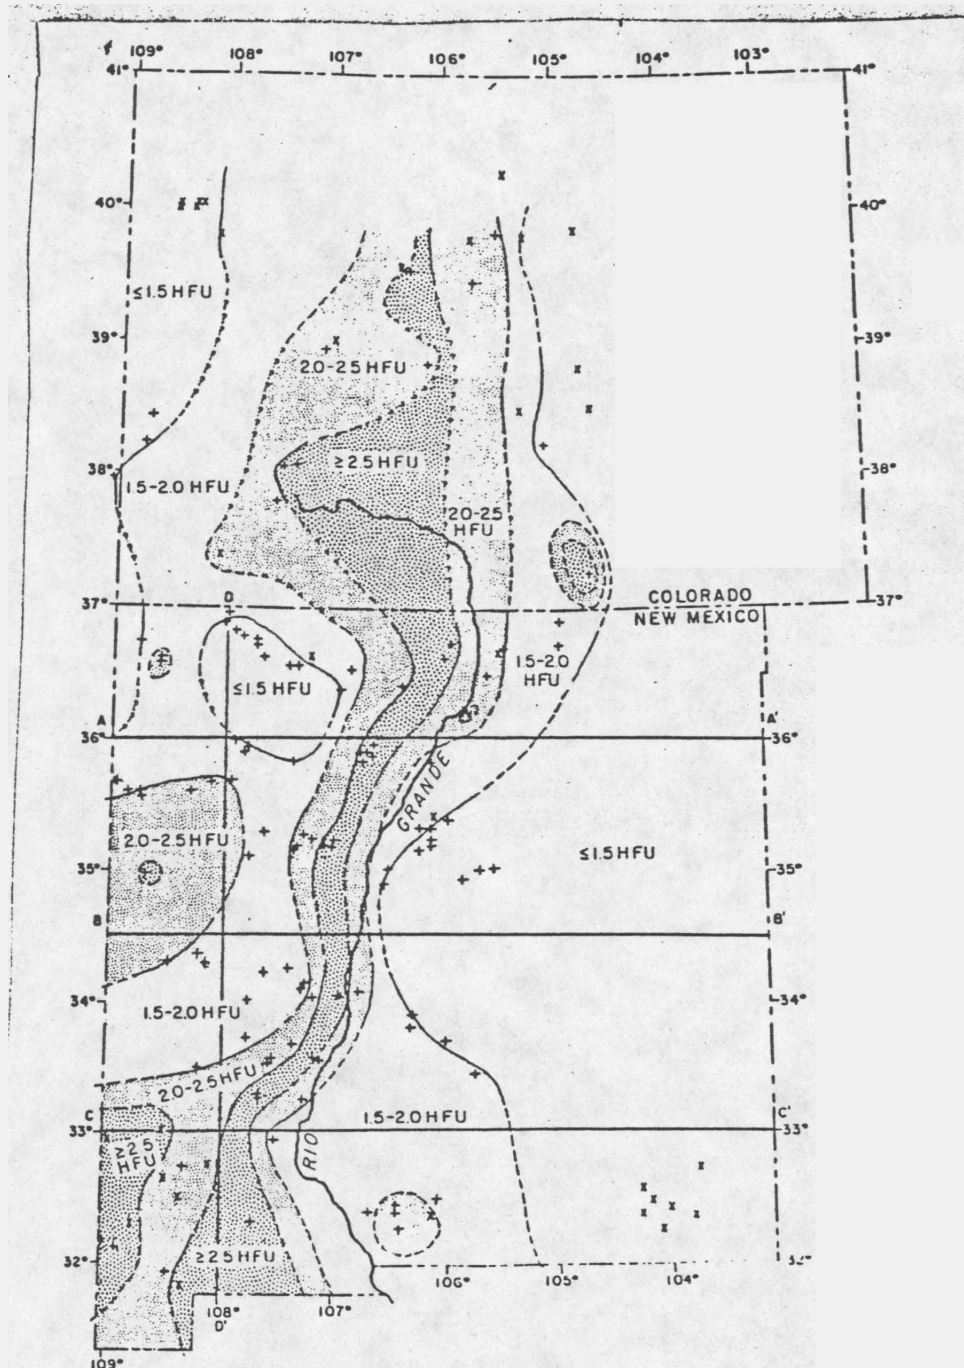 109° 108° 107° 106° 105° 104° 103°
41° 41°
40° 40°
≤1.5 HFU
39° 39°
2.0-2.5 HFU
≥2.5 HFU
38° 38°
1.5-2.0 HFU
2.0-2.5
HFU
37° D COLORADO 37°
NEW MEXICO
1.5-2.0
HFU
≤1.5 HFU
A A'
36° 36°
GRANDE
2.0-2.5 HFU
≤1.5 HFU
35° 35°
B B'
34° 34°
1.5-2.0 HFU
2.0-2.5 HFU
C 1.5-2.0 HFU C'
33° 33°
RIO
≥2.5
HFU
≥2.5 HFU
32°
106° 105° 104°
108° 107°
D'
109°